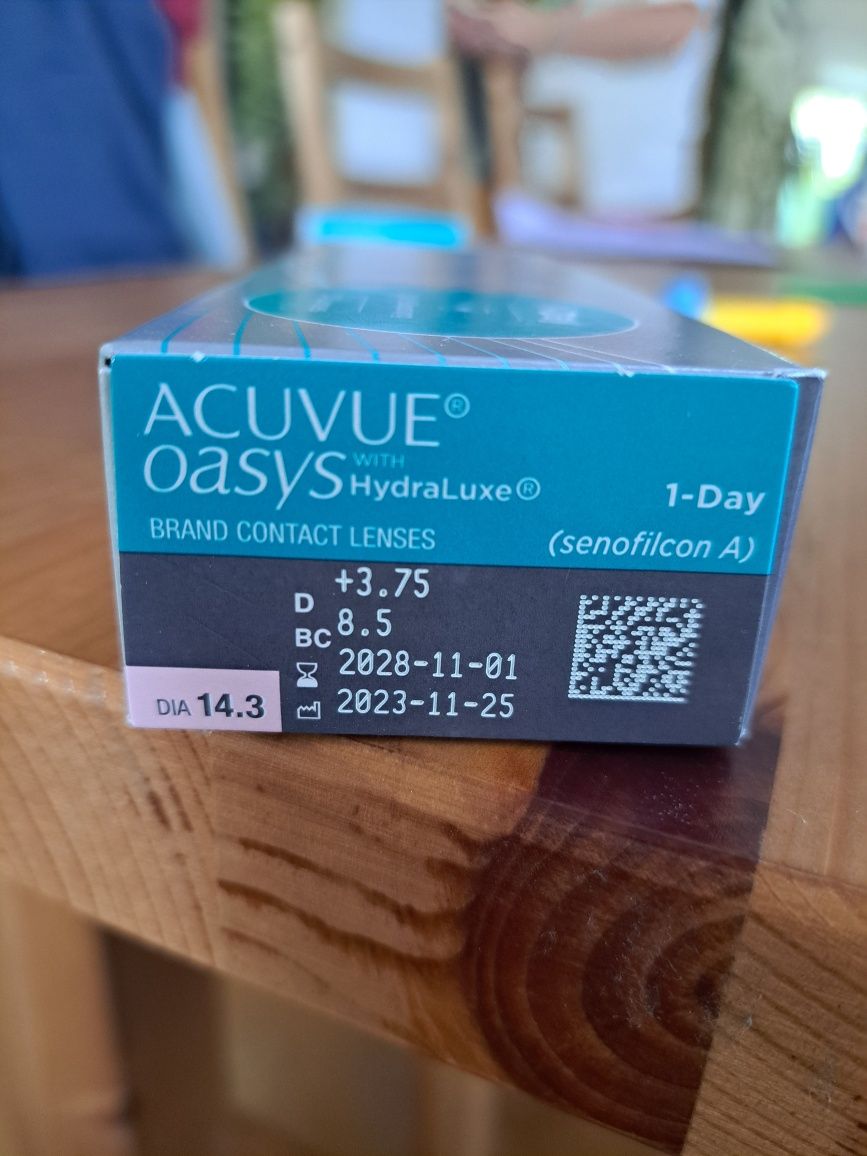 ACUVUE®
oasys WITH HydraLuxe® 1-Day
BRAND CONTACT LENSES (senofilcon A)
D +3.75
BC 8.5
2028-11-01
2023-11-25
DIA 14.3